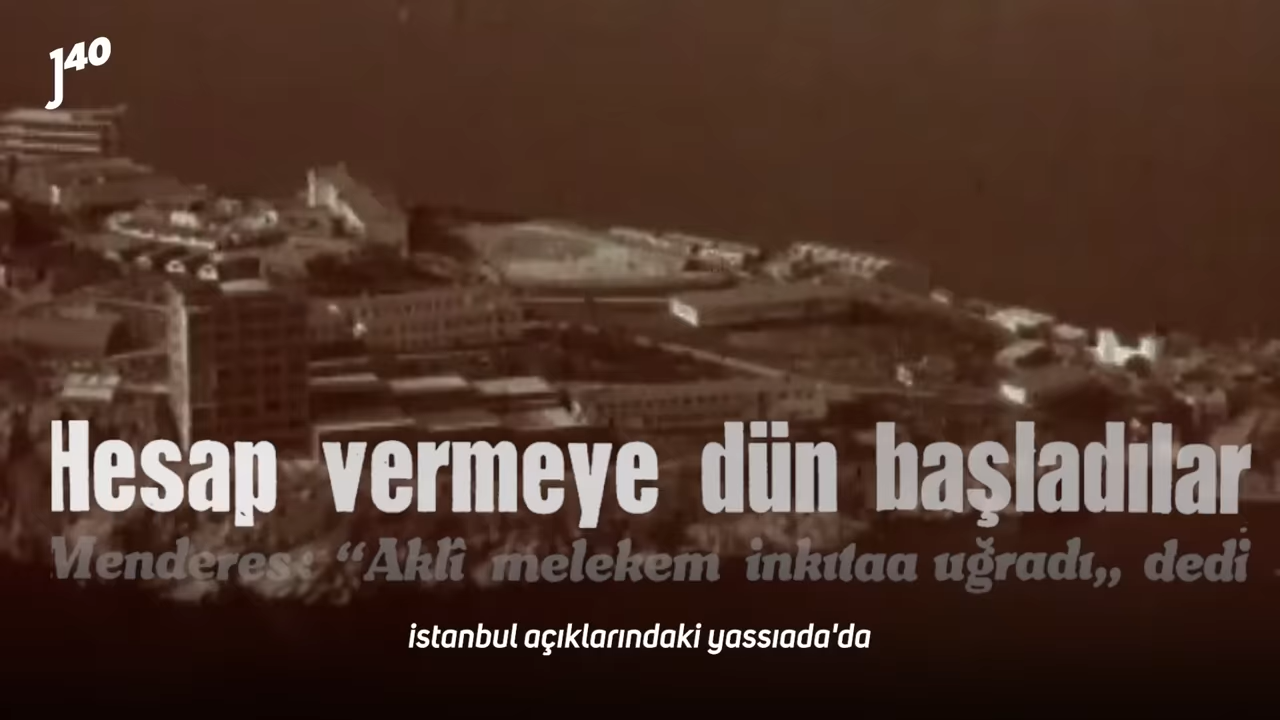 J40
Hesap vermeye dün başladılar
Menderes: “Aklî melekem inkıtaa uğradı,, dedi
istanbul açıklarındaki yassıada'da